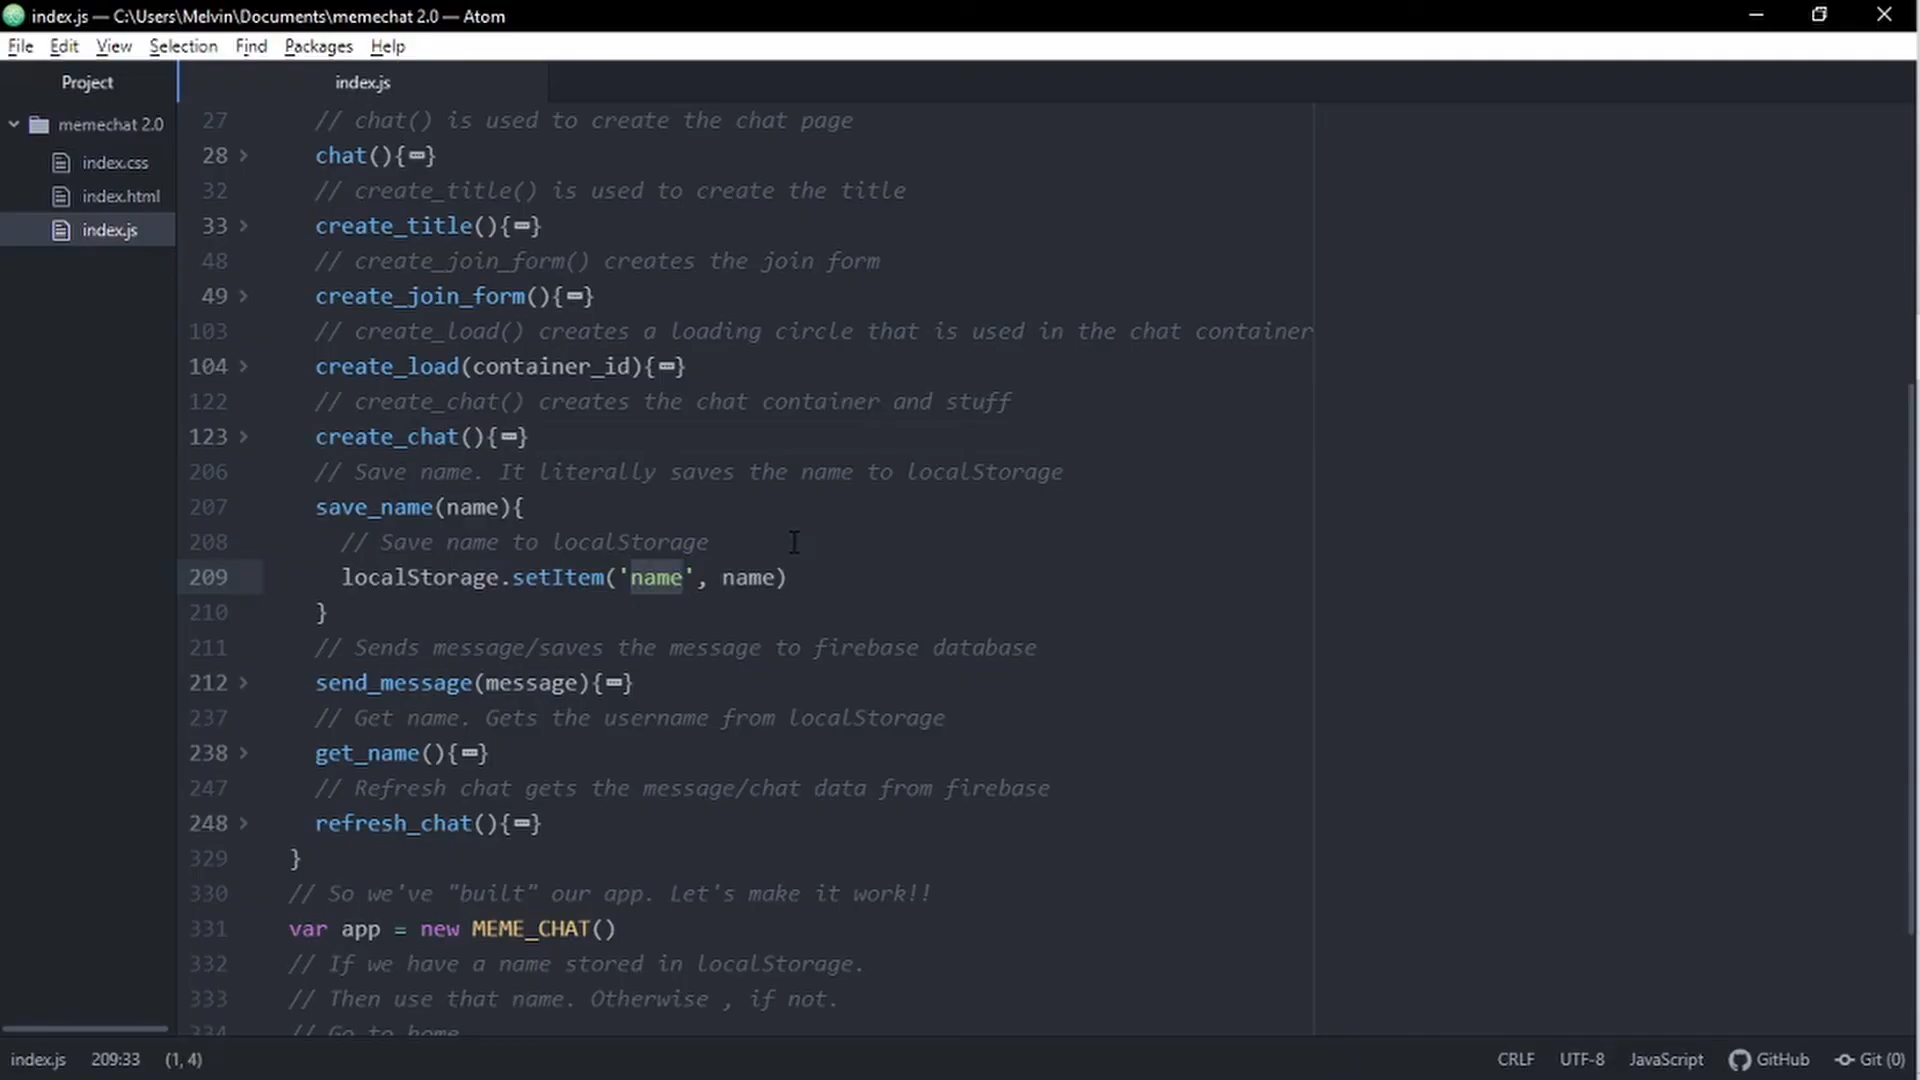 index.js — C:\Users\Melvin\Documents\memechat 2.0 — Atom
File Edit View Selection Find Packages Help
Project
index.js
memechat 2.0
index.css
index.html
index.js
27 // chat() is used to create the chat page
28 chat(){…}
32 // create_title() is used to create the title
33 create_title(){…}
48 // create_join_form() creates the join form
49 create_join_form(){…}
103 // create_load() creates a loading circle that is used in the chat container
104 create_load(container_id){…}
122 // create_chat() creates the chat container and stuff
123 create_chat(){…}
206 // Save name. It literally saves the name to localStorage
207 save_name(name){
208 // Save name to localStorage
209 localStorage.setItem('name', name)
210 }
211 // Sends message/saves the message to firebase database
212 send_message(message){…}
237 // Get name. Gets the username from localStorage
238 get_name(){…}
247 // Refresh chat gets the message/chat data from firebase
248 refresh_chat(){…}
329 }
330 // So we've "built" our app. Let's make it work!!
331 var app = new MEME_CHAT()
332 // If we have a name stored in localStorage.
333 // Then use that name. Otherwise , if not.
334 // Go to home
index.js 209:33 (1, 4) CRLF UTF-8 JavaScript GitHub Git (0)